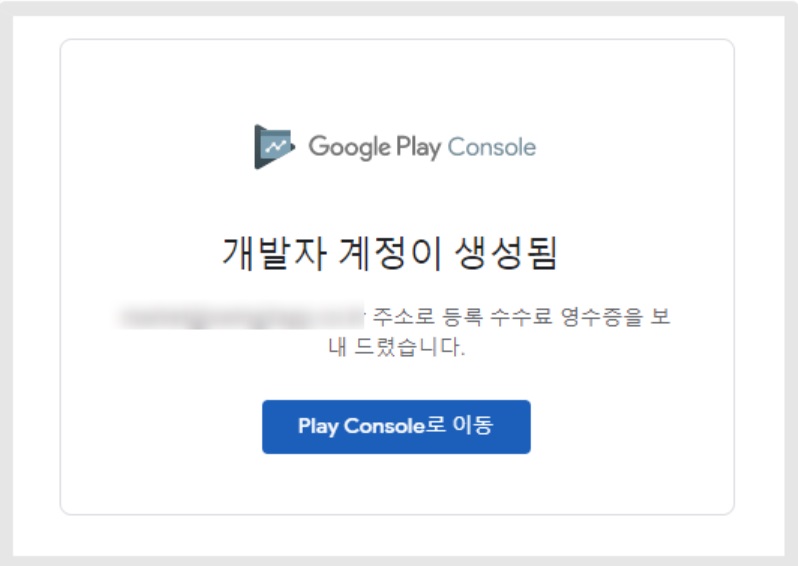 Google Play Console
개발자 계정이 생성됨
주소로 등록 수수료 영수증을 보
내 드렸습니다.
Play Console로 이동